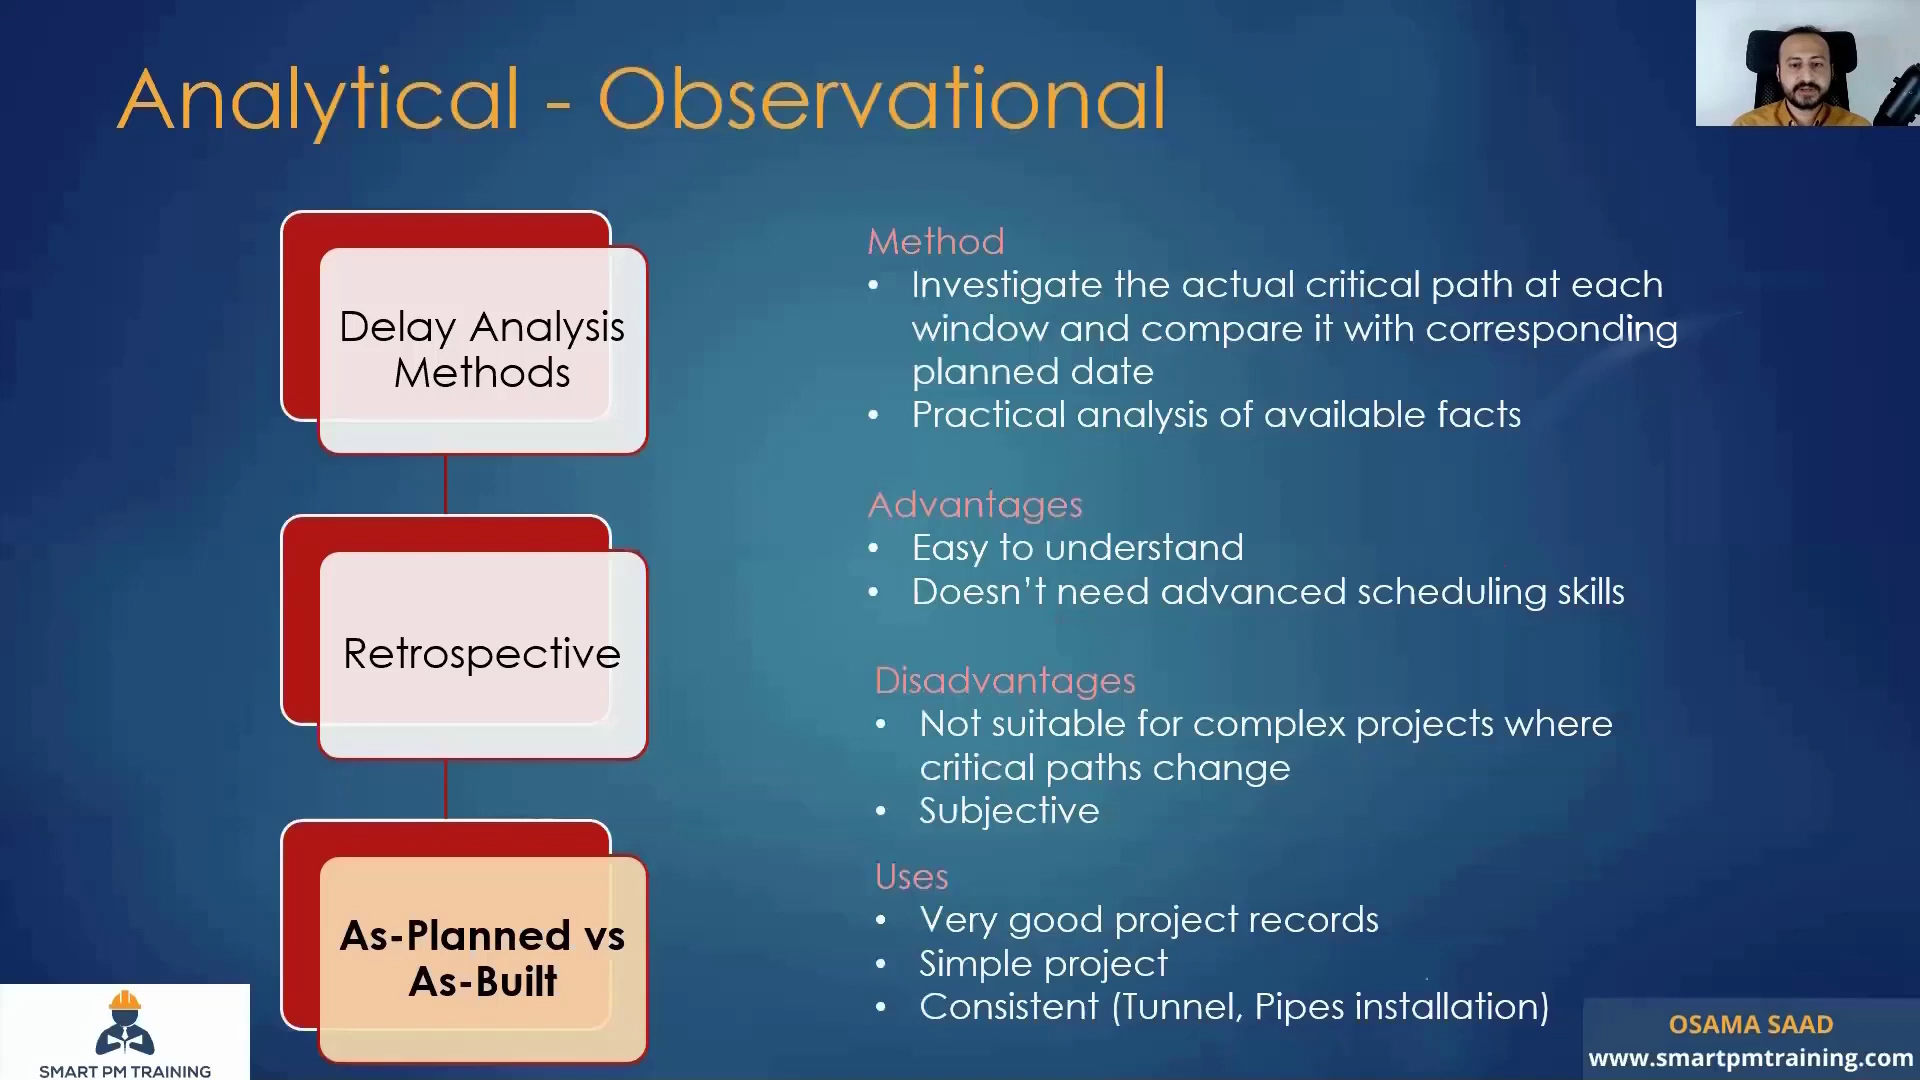 Analytical - Observational
Delay Analysis
Methods
Retrospective
As-Planned vs
As-Built
Method
• Investigate the actual critical path at each
window and compare it with corresponding
planned date
• Practical analysis of available facts
Advantages
• Easy to understand
• Doesn't need advanced scheduling skills
Disadvantages
• Not suitable for complex projects where
critical paths change
• Subjective
Uses
• Very good project records
• Simple project
• Consistent (Tunnel, Pipes installation)
SMART PM TRAINING
OSAMA SAAD
www.smartpmtraining.com